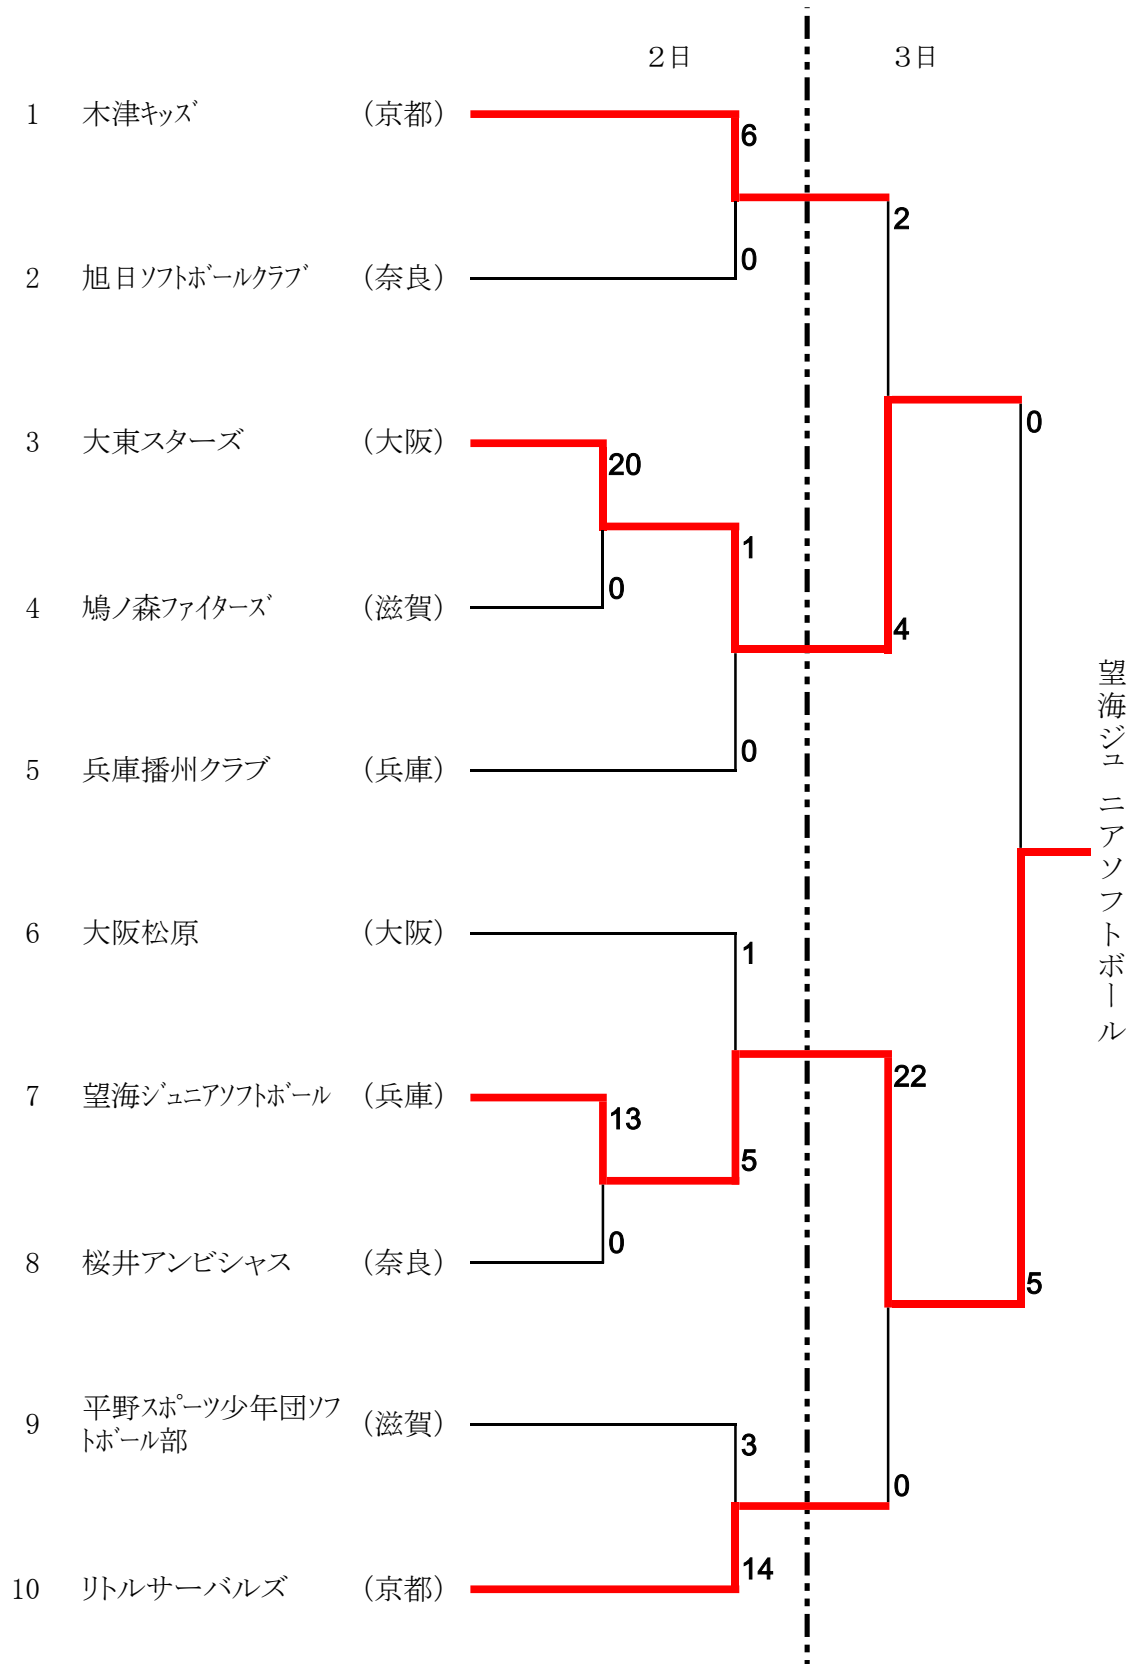 2日 3日
1 木津ｷｯｽﾞ (京都)
6
2
0
2 旭日ｿﾌﾄﾎﾞｰﾙｸﾗﾌﾞ (奈良)
0
3 大東スターズ (大阪)
20
1
0
4 鳩ノ森ファイターズ (滋賀)
4
望海ジュニアソフトボール
0
5 兵庫播州クラブ (兵庫)
6 大阪松原 (大阪)
1
22
7 望海ｼﾞｭﾆｱｿﾌﾄﾎﾞｰﾙ (兵庫)
13
5
0
8 桜井アンビシャス (奈良)
5
9 平野ｽﾎﾟｰﾂ少年団ｿﾌ
ﾄﾎﾞｰﾙ部 (滋賀)
3
0
14
10 リトルサーバルズ (京都)